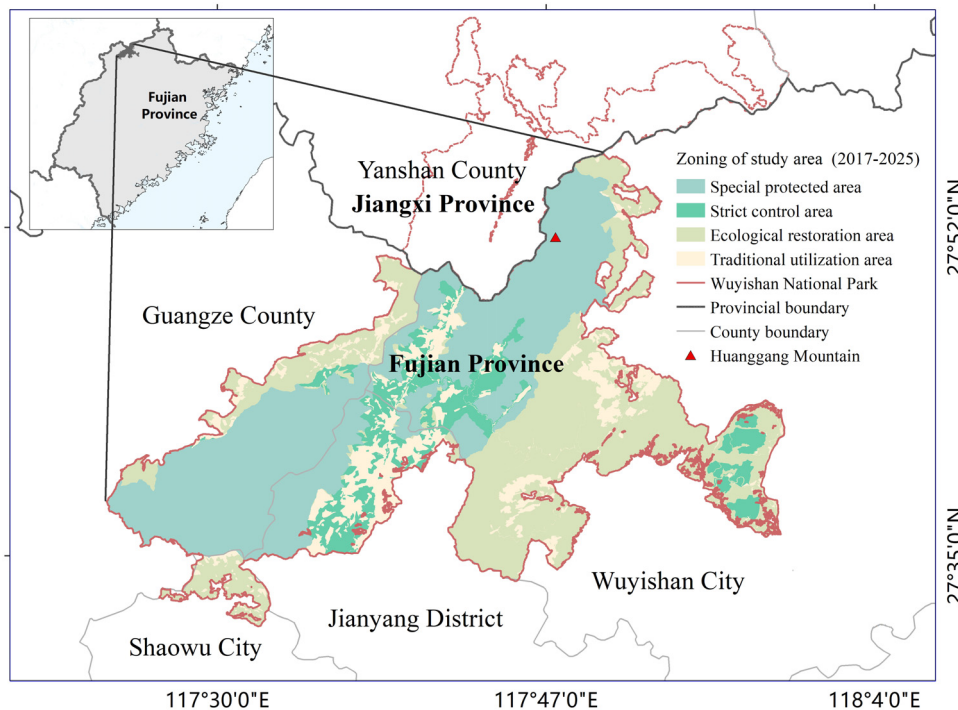 Fujian
Province
Yanshan County
Jiangxi Province
Zoning of study area (2017-2025)
Special protected area
Strict control area
Ecological restoration area
Traditional utilization area
Wuyishan National Park
Provincial boundary
County boundary
Huanggang Mountain
27°52'0"N
Guangze County
Fujian Province
27°35'0"N
Wuyishan City
Jianyang District
Shaowu City
117°30'0"E
117°47'0"E
118°4'0"E